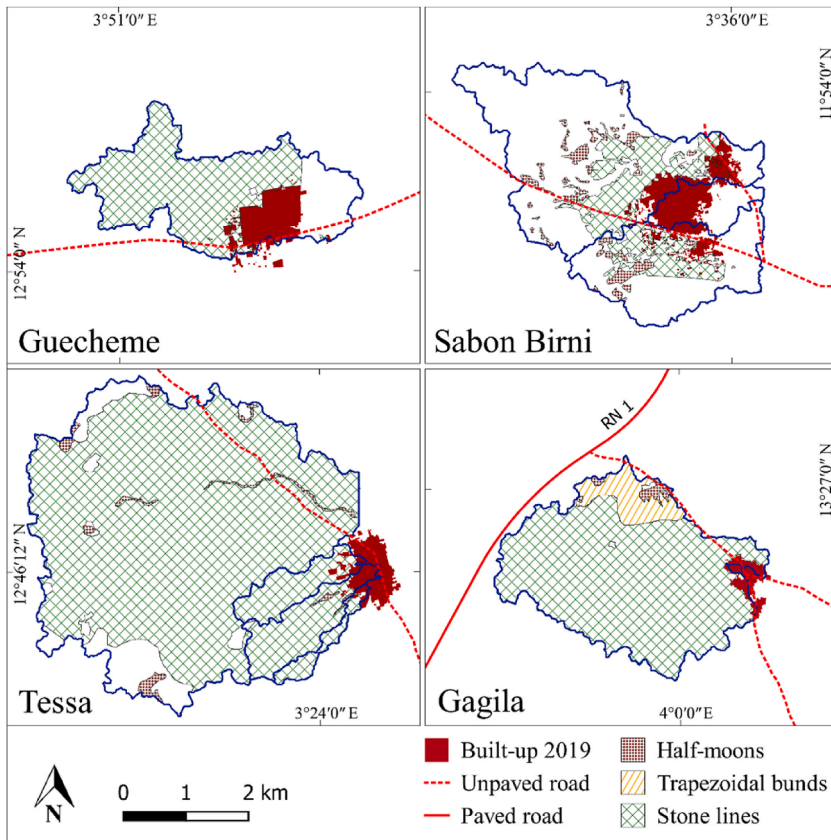 3°51'0" E
3°36'0" E
11°54'0" N
12°54'0" N
Guecheme
Sabon Birni
RN 1
13°27'0" N
12°46'12" N
Tessa
3°24'0" E
Gagila
4°0'0"E
N
0 1 2 km
Built-up 2019
Unpaved road
Paved road
Half-moons
Trapezoidal bunds
Stone lines